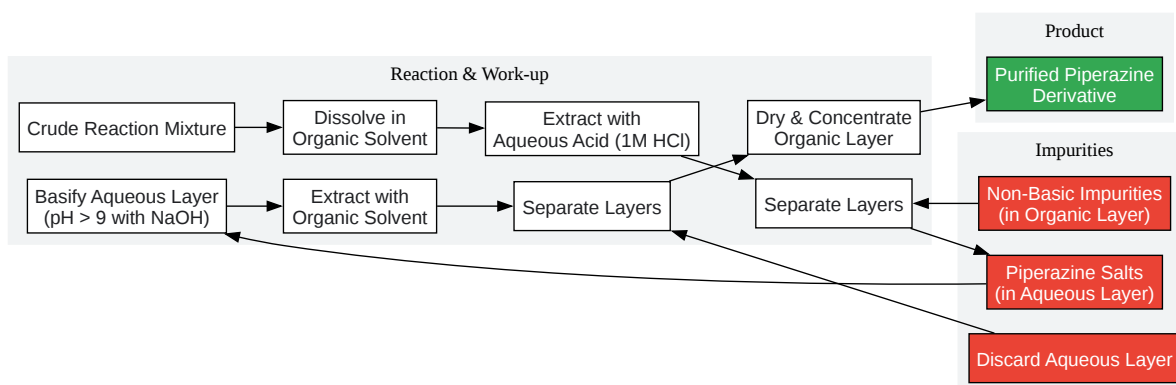 Product
Purified Piperazine
Derivative
Reaction & Work-up
Crude Reaction Mixture
Dissolve in
Organic Solvent
Extract with
Aqueous Acid (1M HCl)
Dry & Concentrate
Organic Layer
Basify Aqueous Layer
(pH > 9 with NaOH)
Extract with
Organic Solvent
Separate Layers
Separate Layers
Impurities
Non-Basic Impurities
(in Organic Layer)
Piperazine Salts
(in Aqueous Layer)
Discard Aqueous Layer